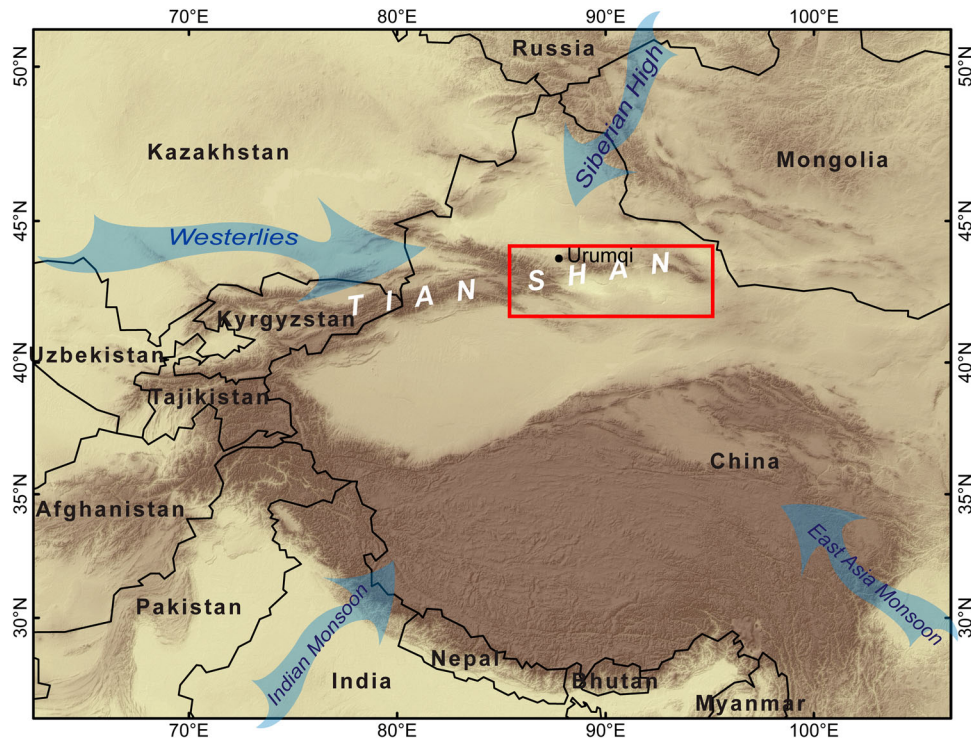 70°E
80°E
90°E
100°E
50°N
50°N
Russia
Siberian High
Kazakhstan
Mongolia
45°N
45°N
Westerlies
Urumqi
TIAN SHAN
Kyrgyzstan
Uzbekistan
40°N
40°N
Tajikistan
China
35°N
35°N
Afghanistan
East Asia Monsoon
Pakistan
30°N
30°N
Indian Monsoon
Nepal
India
Bhutan
Myanmar
70°E
80°E
90°E
100°E